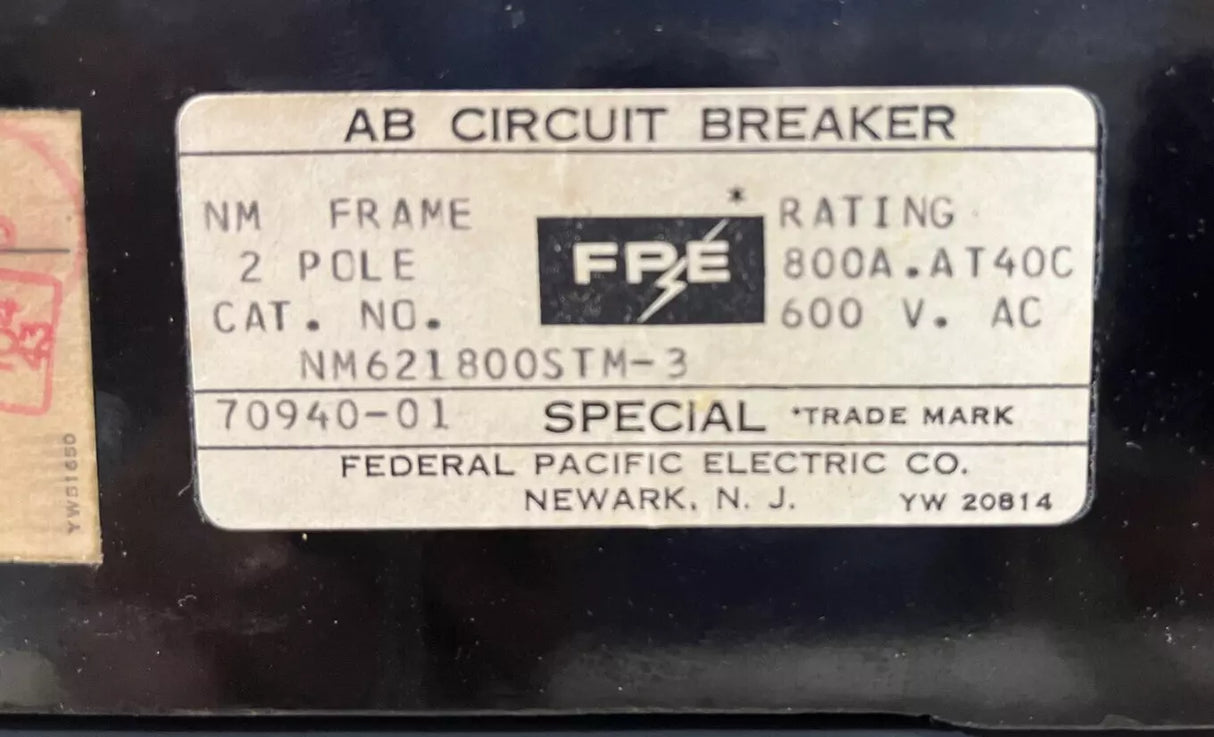 AB CIRCUIT BREAKER
NM FRAME
2 POLE
CAT. NO.
NM621800STM-3
*
FPE
RATING
800A.AT40C
600 V. AC
70940-01 SPECIAL *TRADE MARK
FEDERAL PACIFIC ELECTRIC CO.
NEWARK, N. J. YW 20814
43
YW51650